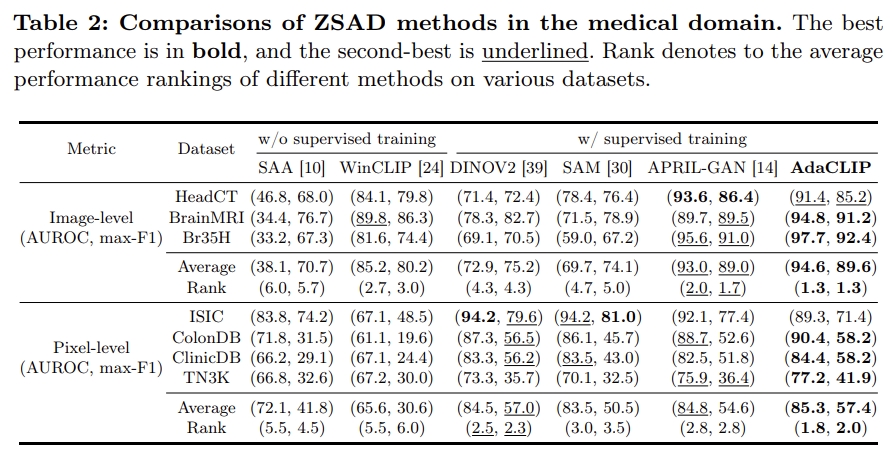 Table 2: Comparisons of ZSAD methods in the medical domain. The best
performance is in bold, and the second-best is underlined. Rank denotes to the average
performance rankings of different methods on various datasets.
Metric Dataset w/o supervised training w/ supervised training
SAA [10] WinCLIP [24] DINOV2 [39] SAM [30] APRIL-GAN [14] AdaCLIP
Image-level (AUROC, max-F1)
HeadCT (46.8, 68.0) (84.1, 79.8) (71.4, 72.4) (78.4, 76.4) (93.6, 86.4) (91.4, 85.2)
BrainMRI (34.4, 76.7) (89.8, 86.3) (78.3, 82.7) (71.5, 78.9) (89.7, 89.5) (94.8, 91.2)
Br35H (33.2, 67.3) (81.6, 74.4) (69.1, 70.5) (59.0, 67.2) (95.6, 91.0) (97.7, 92.4)
Average (38.1, 70.7) (85.2, 80.2) (72.9, 75.2) (69.7, 74.1) (93.0, 89.0) (94.6, 89.6)
Rank (6.0, 5.7) (2.7, 3.0) (4.3, 4.3) (4.7, 5.0) (2.0, 1.7) (1.3, 1.3)
Pixel-level (AUROC, max-F1)
ISIC (83.8, 74.2) (67.1, 48.5) (94.2, 79.6) (94.2, 81.0) (92.1, 77.4) (89.3, 71.4)
ColonDB (71.8, 31.5) (61.1, 19.6) (87.3, 56.5) (86.1, 45.7) (88.7, 52.6) (90.4, 58.2)
ClinicDB (66.2, 29.1) (67.1, 24.4) (83.3, 56.2) (83.5, 43.0) (82.5, 51.8) (84.4, 58.2)
TN3K (66.8, 32.6) (67.2, 30.0) (73.3, 35.7) (70.1, 32.5) (75.9, 36.4) (77.2, 41.9)
Average (72.1, 41.8) (65.6, 30.6) (84.5, 57.0) (83.5, 50.5) (84.8, 54.6) (85.3, 57.4)
Rank (5.5, 4.5) (5.5, 6.0) (2.5, 2.3) (3.0, 3.5) (2.8, 2.8) (1.8, 2.0)